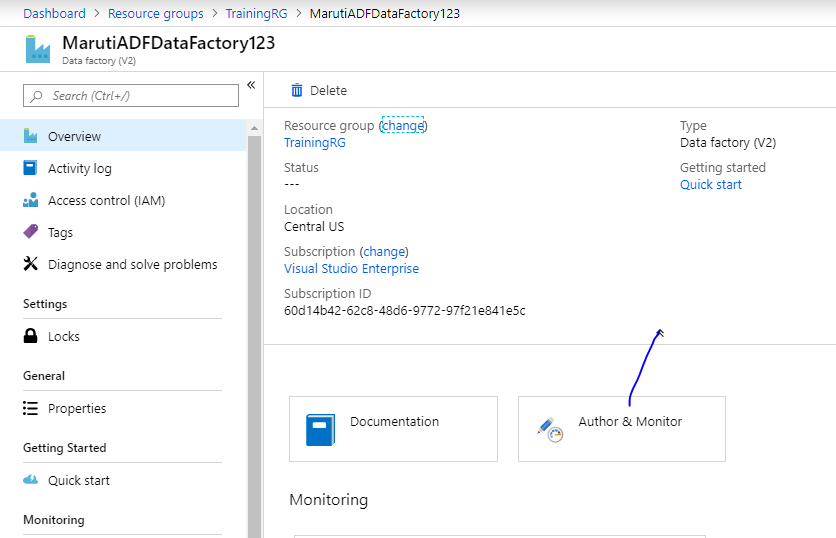 Dashboard > Resource groups > TrainingRG > MarutiADFDataFactory123
MarutiADFDataFactory123
Data factory (V2)
Search (Ctrl+/)
«
Overview
Activity log
Access control (IAM)
Tags
Diagnose and solve problems
Settings
Locks
General
Properties
Getting Started
Quick start
Monitoring
Delete
Resource group (change)
TrainingRG
Status
---
Location
Central US
Subscription (change)
Visual Studio Enterprise
Subscription ID
60d14b42-62c8-48d6-9772-97f21e841e5c
Type
Data factory (V2)
Getting started
Quick start
Documentation
Author & Monitor
Monitoring